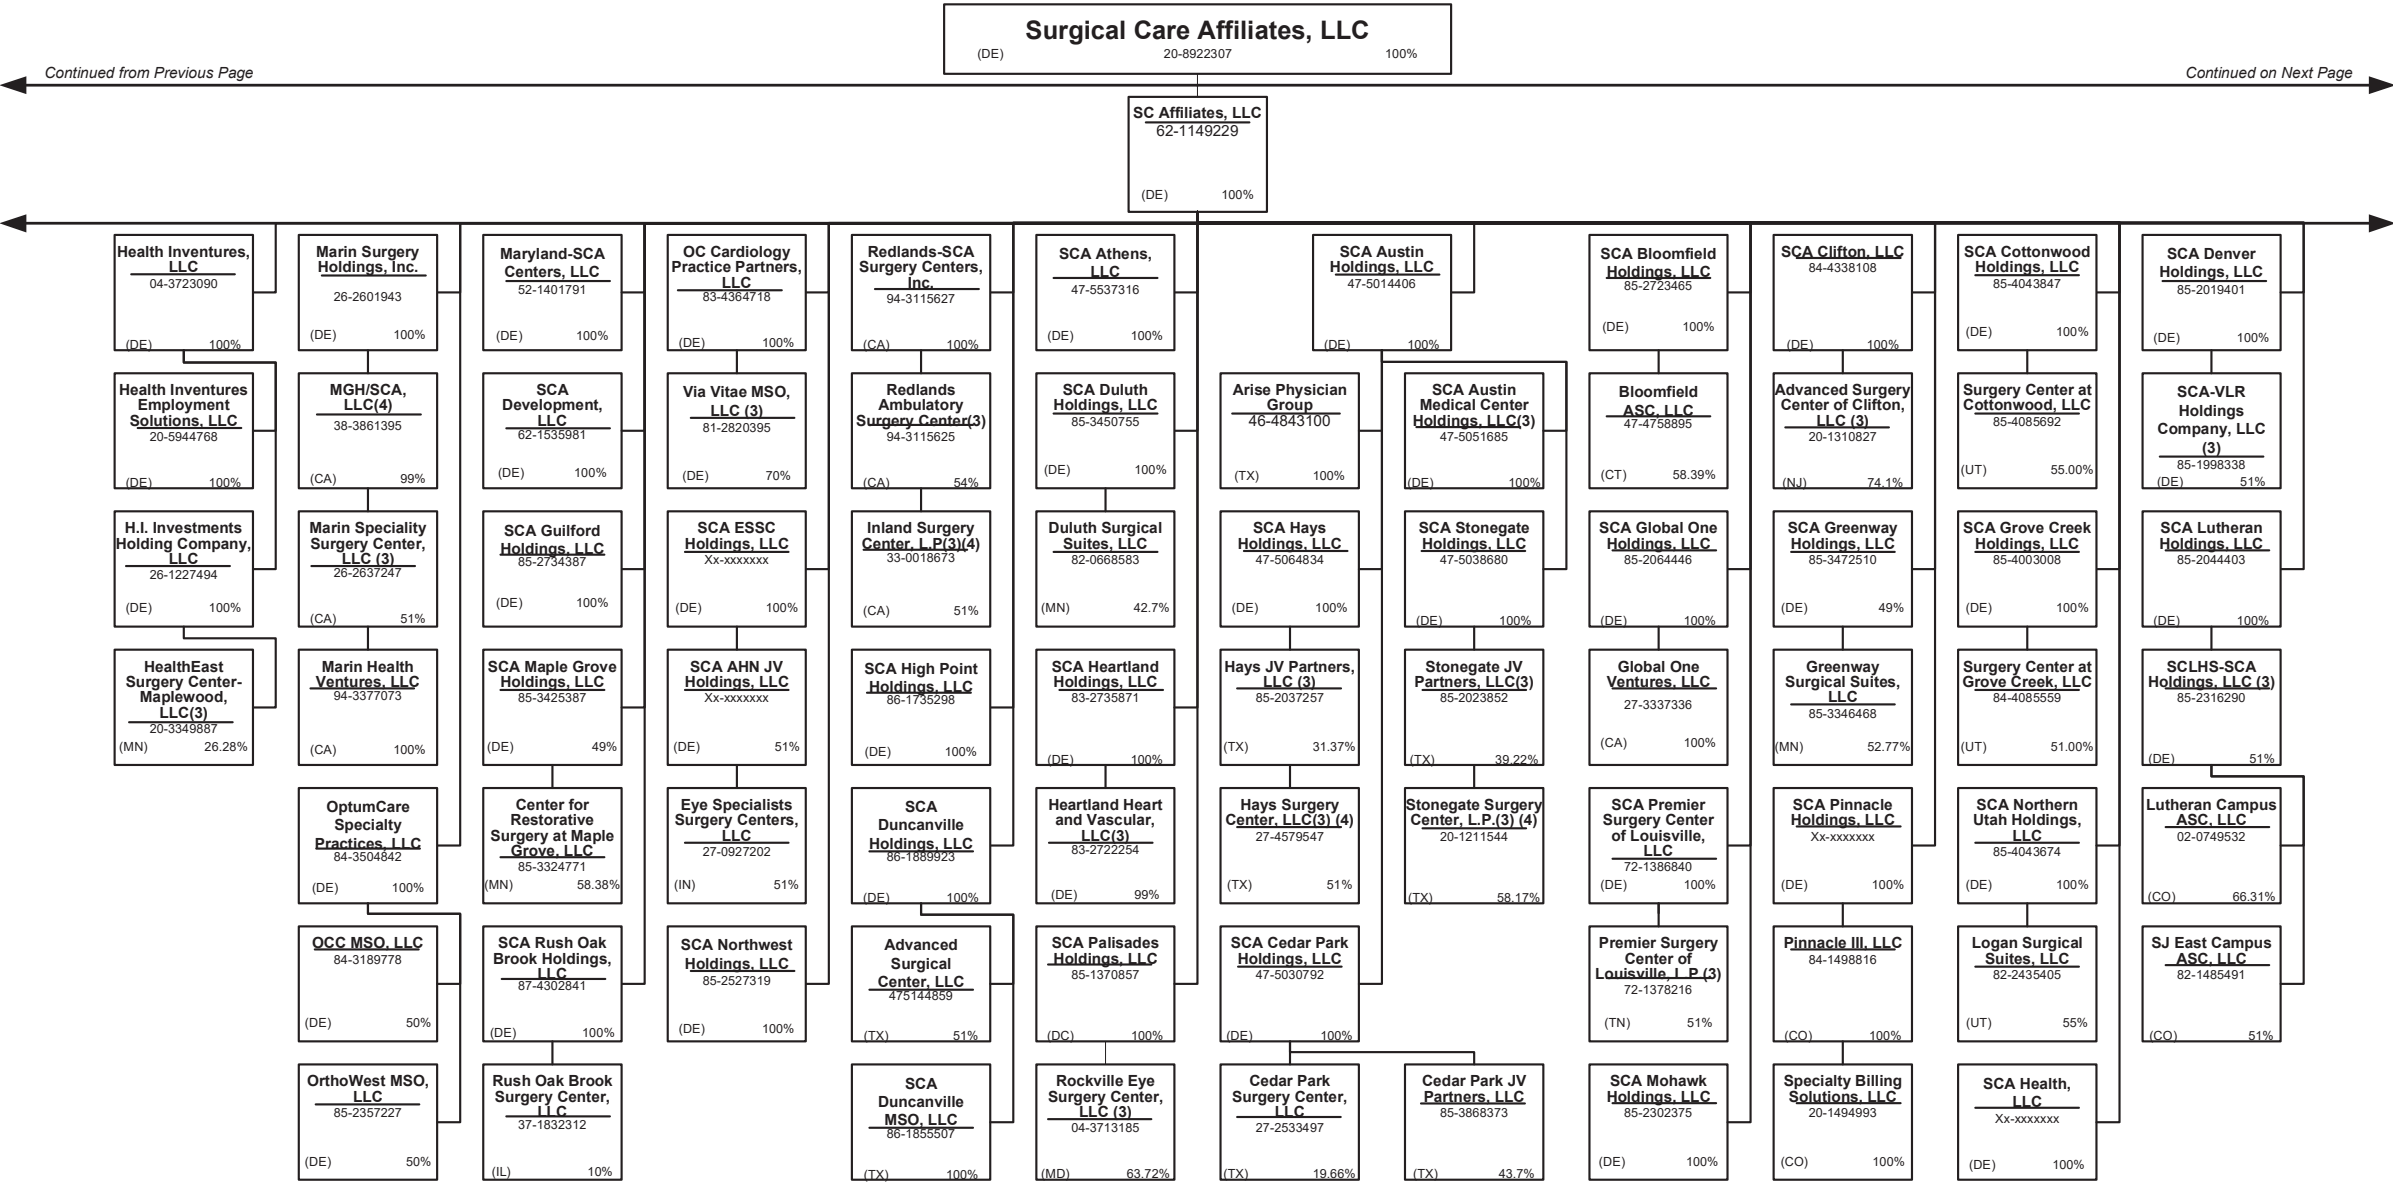 Surgical Care Affiliates, LLC
(DE) 20-8922307 100%
Continued from Previous Page
Continued on Next Page
SC Affiliates, LLC
62-1149229
(DE) 100%
Health Inventures,
LLC
04-3723090
(DE) 100%
Marin Surgery
Holdings, Inc.
26-2601943
(DE) 100%
Maryland-SCA
Centers, LLC
52-1401791
(DE) 100%
OC Cardiology
Practice Partners,
LLC
83-4364718
(DE) 100%
Redlands-SCA
Surgery Centers,
Inc.
94-3115627
(CA) 100%
SCA Athens,
LLC
47-5537316
(DE) 100%
SCA Austin
Holdings, LLC
47-5014406
(DE) 100%
SCA Bloomfield
Holdings, LLC
85-2723465
(DE) 100%
SCA Clifton, LLC
84-4338108
(DE) 100%
SCA Cottonwood
Holdings, LLC
85-4043847
(DE) 100%
SCA Denver
Holdings, LLC
85-2019401
(DE) 100%
Health Inventures
Employment
Solutions, LLC
20-5944768
(DE) 100%
MGH/SCA,
LLC(4)
38-3861395
(CA) 99%
SCA
Development,
LLC
62-1535981
(DE) 100%
Via Vitae MSO,
LLC (3)
81-2820395
(DE) 70%
Redlands
Ambulatory
Surgery Center(3)
94-3115625
(CA) 54%
SCA Duluth
Holdings, LLC
85-3450755
(DE) 100%
Arise Physician
Group
46-4843100
(TX) 100%
SCA Austin
Medical Center
Holdings, LLC(3)
47-5051685
(DE) 100%
Bloomfield
ASC, LLC
47-4758895
(CT) 58.39%
Advanced Surgery
Center of Clifton,
LLC (3)
20-1310827
(NJ) 74.1%
Surgery Center at
Cottonwood, LLC
85-4085692
(UT) 55.00%
SCA-VLR
Holdings
Company, LLC
(3)
85-1998338
(DE) 51%
H.I. Investments
Holding Company,
LLC
26-1227494
(DE) 100%
Marin Speciality
Surgery Center,
LLC (3)
26-2637247
(CA) 51%
SCA Guilford
Holdings, LLC
85-2734387
(DE) 100%
SCA ESSC
Holdings, LLC
Xx-xxxxxxx
(DE) 100%
Inland Surgery
Center, L.P(3)(4)
33-0018673
(CA) 51%
Duluth Surgical
Suites, LLC
82-0668583
(MN) 42.7%
SCA Hays
Holdings, LLC
47-5064834
(DE) 100%
SCA Stonegate
Holdings, LLC
47-5038680
(DE) 100%
SCA Global One
Holdings, LLC
85-2064446
(DE) 100%
SCA Greenway
Holdings, LLC
85-3472510
(DE) 49%
SCA Grove Creek
Holdings, LLC
85-4003008
(DE) 100%
SCA Lutheran
Holdings, LLC
85-2044403
(DE) 100%
HealthEast
Surgery Center-
Maplewood,
LLC(3)
20-3349887
(MN) 26.28%
Marin Health
Ventures, LLC
94-3377073
(CA) 100%
SCA Maple Grove
Holdings, LLC
85-3425387
(DE) 49%
SCA AHN JV
Holdings, LLC
Xx-xxxxxxx
(DE) 51%
SCA High Point
Holdings, LLC
86-1735298
(DE) 100%
SCA Heartland
Holdings, LLC
83-2735871
(DE) 100%
Hays JV Partners,
LLC (3)
85-2037257
(TX) 31.37%
Stonegate JV
Partners, LLC(3)
85-2023852
(TX) 39.22%
Global One
Ventures, LLC
27-3337336
(CA) 100%
Greenway
Surgical Suites,
LLC
85-3346468
(MN) 52.77%
Surgery Center at
Grove Creek, LLC
84-4085559
(UT) 51.00%
SCLHS-SCA
Holdings, LLC (3)
85-2316290
(DE) 51%
OptumCare
Specialty
Practices, LLC
84-3504842
(DE) 100%
Center for
Restorative
Surgery at Maple
Grove, LLC
85-3324771
(MN) 58.38%
Eye Specialists
Surgery Centers,
LLC
27-0927202
(IN) 51%
SCA
Duncanville
Holdings, LLC
86-1889923
(DE) 100%
Heartland Heart
and Vascular,
LLC(3)
83-2722254
(DE) 99%
Hays Surgery
Center, LLC(3) (4)
27-4579547
(TX) 51%
Stonegate Surgery
Center, L.P.(3) (4)
20-1211544
(TX) 58.17%
SCA Premier
Surgery Center
of Louisville,
LLC
72-1386840
(DE) 100%
SCA Pinnacle
Holdings, LLC
Xx-xxxxxxx
(DE) 100%
SCA Northern
Utah Holdings,
LLC
85-4043674
(DE) 100%
Lutheran Campus
ASC, LLC
02-0749532
(CO) 66.31%
OCC MSO, LLC
84-3189778
(DE) 50%
SCA Rush Oak
Brook Holdings,
LLC
87-4302841
(DE) 100%
SCA Northwest
Holdings, LLC
85-2527319
(DE) 100%
Advanced
Surgical
Center, LLC
475144859
(TX) 51%
SCA Palisades
Holdings, LLC
85-1370857
(DC) 100%
SCA Cedar Park
Holdings, LLC
47-5030792
(DE) 100%
Premier Surgery
Center of
Louisville, L.P.(3)
72-1378216
(TN) 51%
Pinnacle III, LLC
84-1498816
(CO) 100%
Logan Surgical
Suites, LLC
82-2435405
(UT) 55%
SJ East Campus
ASC, LLC
82-1485491
(CO) 51%
OrthoWest MSO,
LLC
85-2357227
(DE) 50%
Rush Oak Brook
Surgery Center,
LLC
37-1832312
(IL) 10%
SCA
Duncanville
MSO, LLC
86-1855507
(TX) 100%
Rockville Eye
Surgery Center,
LLC (3)
04-3713185
(MD) 63.72%
Cedar Park
Surgery Center,
LLC
27-2533497
(TX) 19.66%
Cedar Park JV
Partners, LLC
85-3868373
(TX) 43.7%
SCA Mohawk
Holdings, LLC
85-2302375
(DE) 100%
Specialty Billing
Solutions, LLC
20-1494993
(CO) 100%
SCA Health,
LLC
Xx-xxxxxxx
(DE) 100%